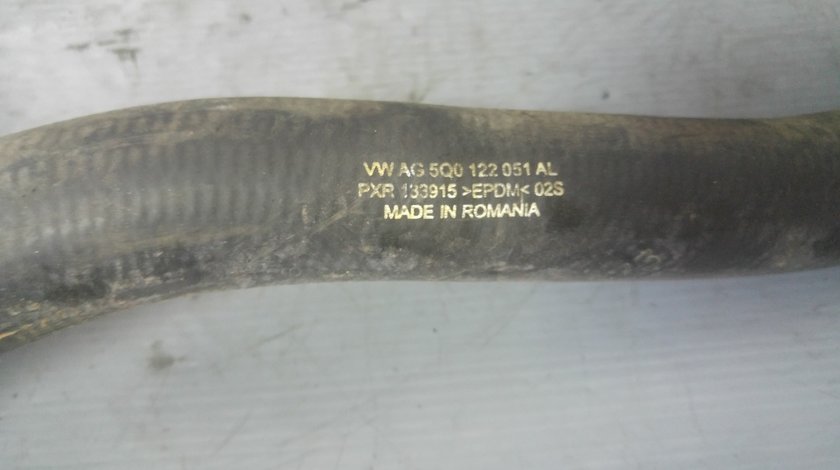 VW AG 5Q0 122 051 AL
PXR 133915 >EPDM< 02S
MADE IN ROMANIA